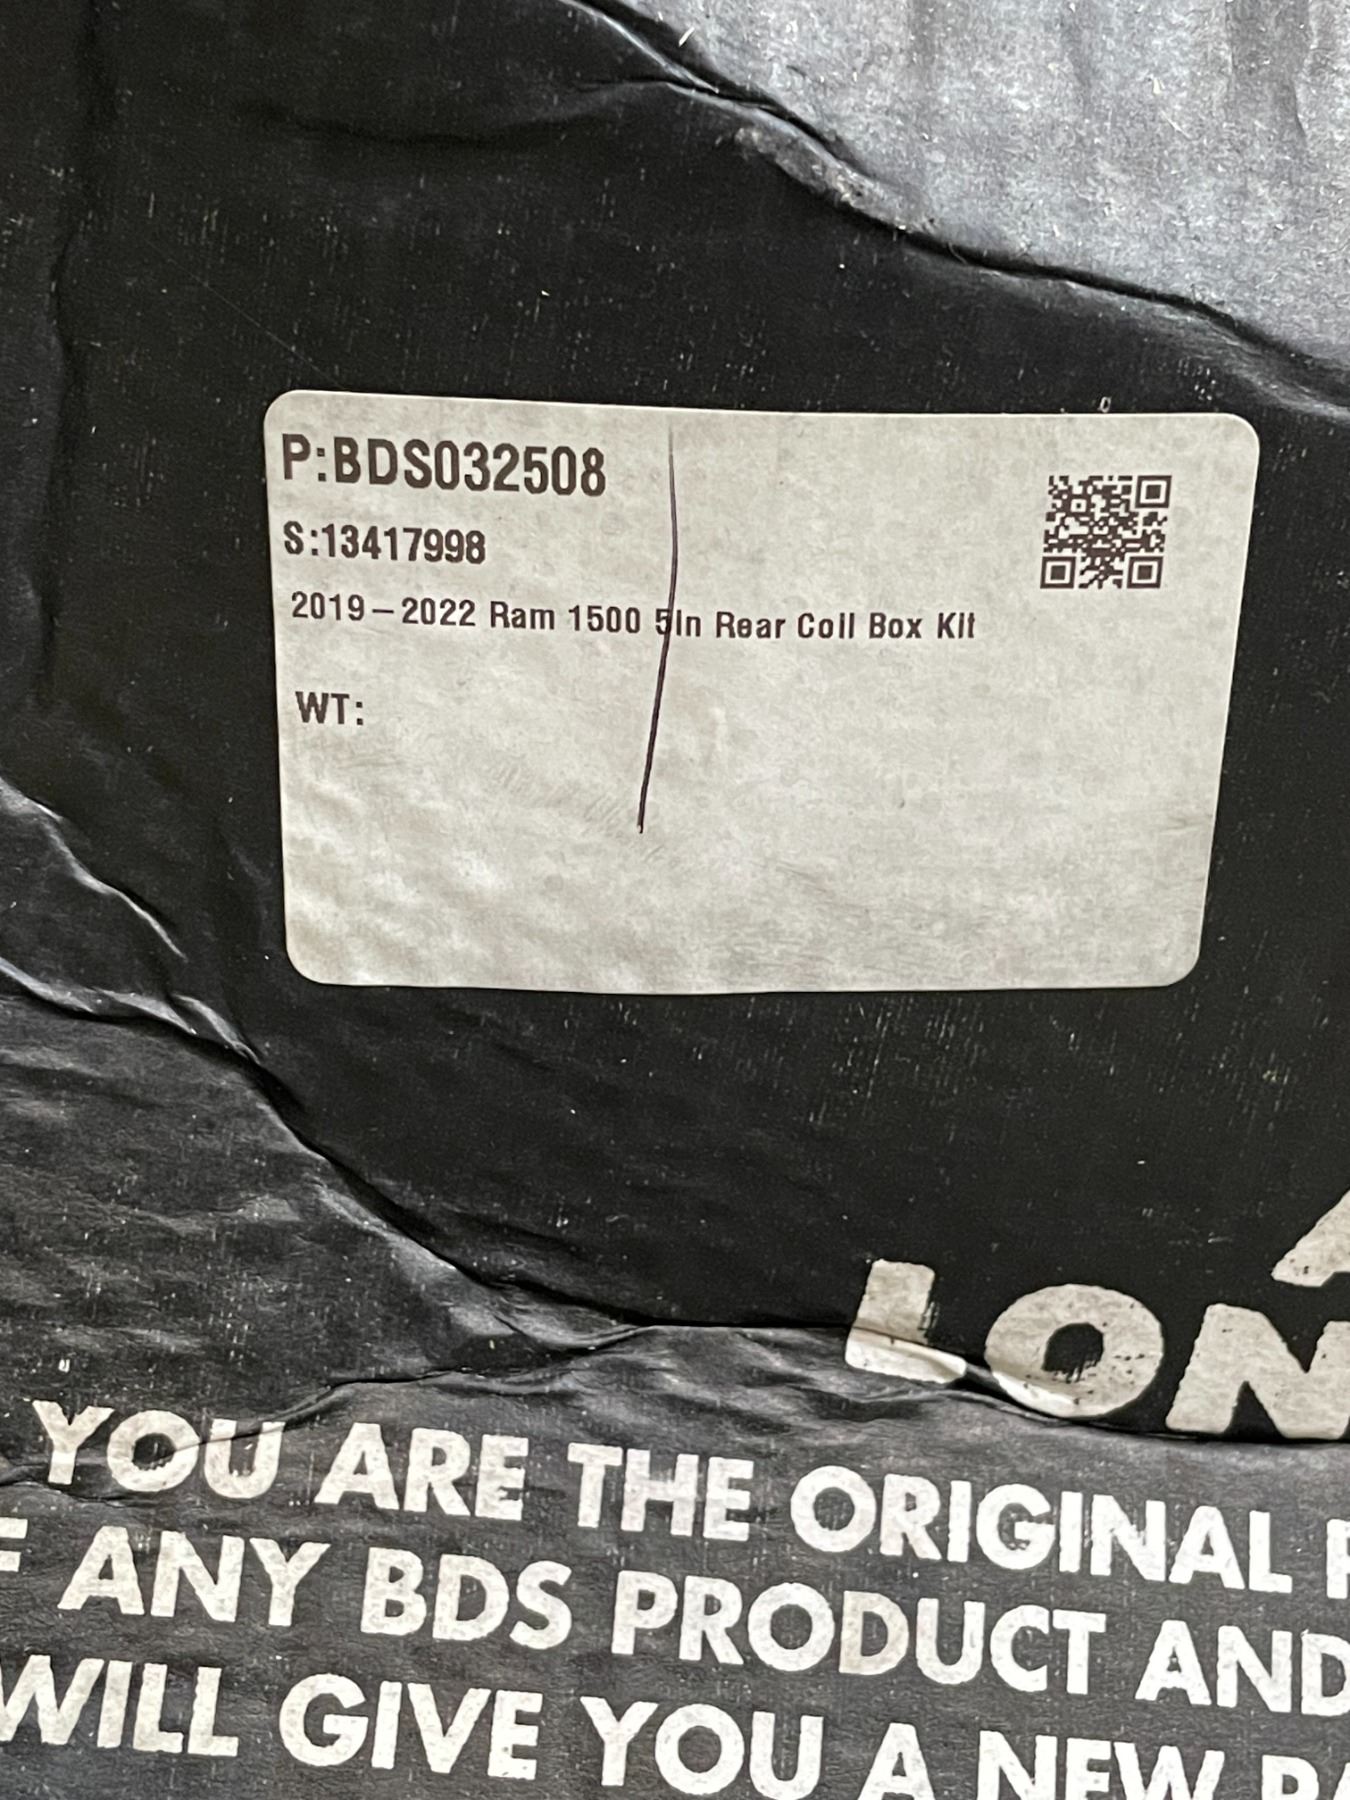 P:BDS032508
S:13417998
2019-2022 Ram 1500 5In Rear Coil Box Kit
WT:
LON
YOU ARE THE ORIGINAL
ANY BDS PRODUCT AND
WILL GIVE YOU A NEW